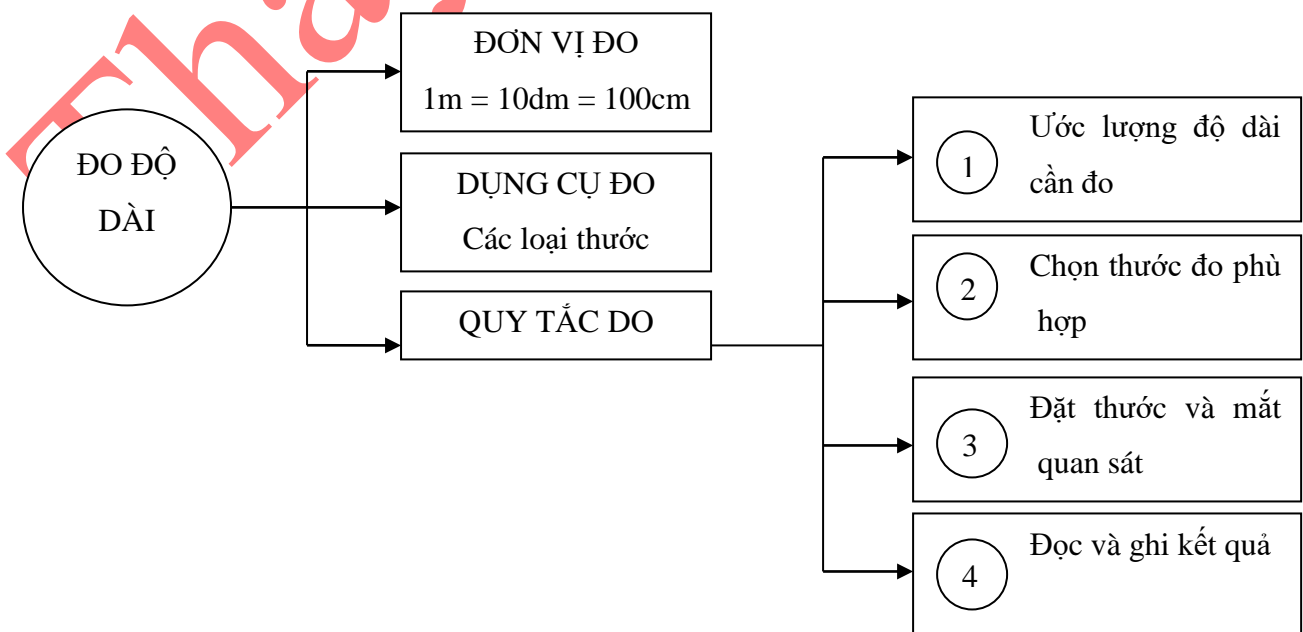 ĐO ĐỘ
DÀI
ĐƠN VỊ ĐO
1m = 10dm = 100cm
DỤNG CỤ ĐO
Các loại thước
QUY TẮC DO
1
Ước lượng độ dài
cần đo
2
Chọn thước đo phù
hợp
3
Đặt thước và mắt
quan sát
4
Đọc và ghi kết quả